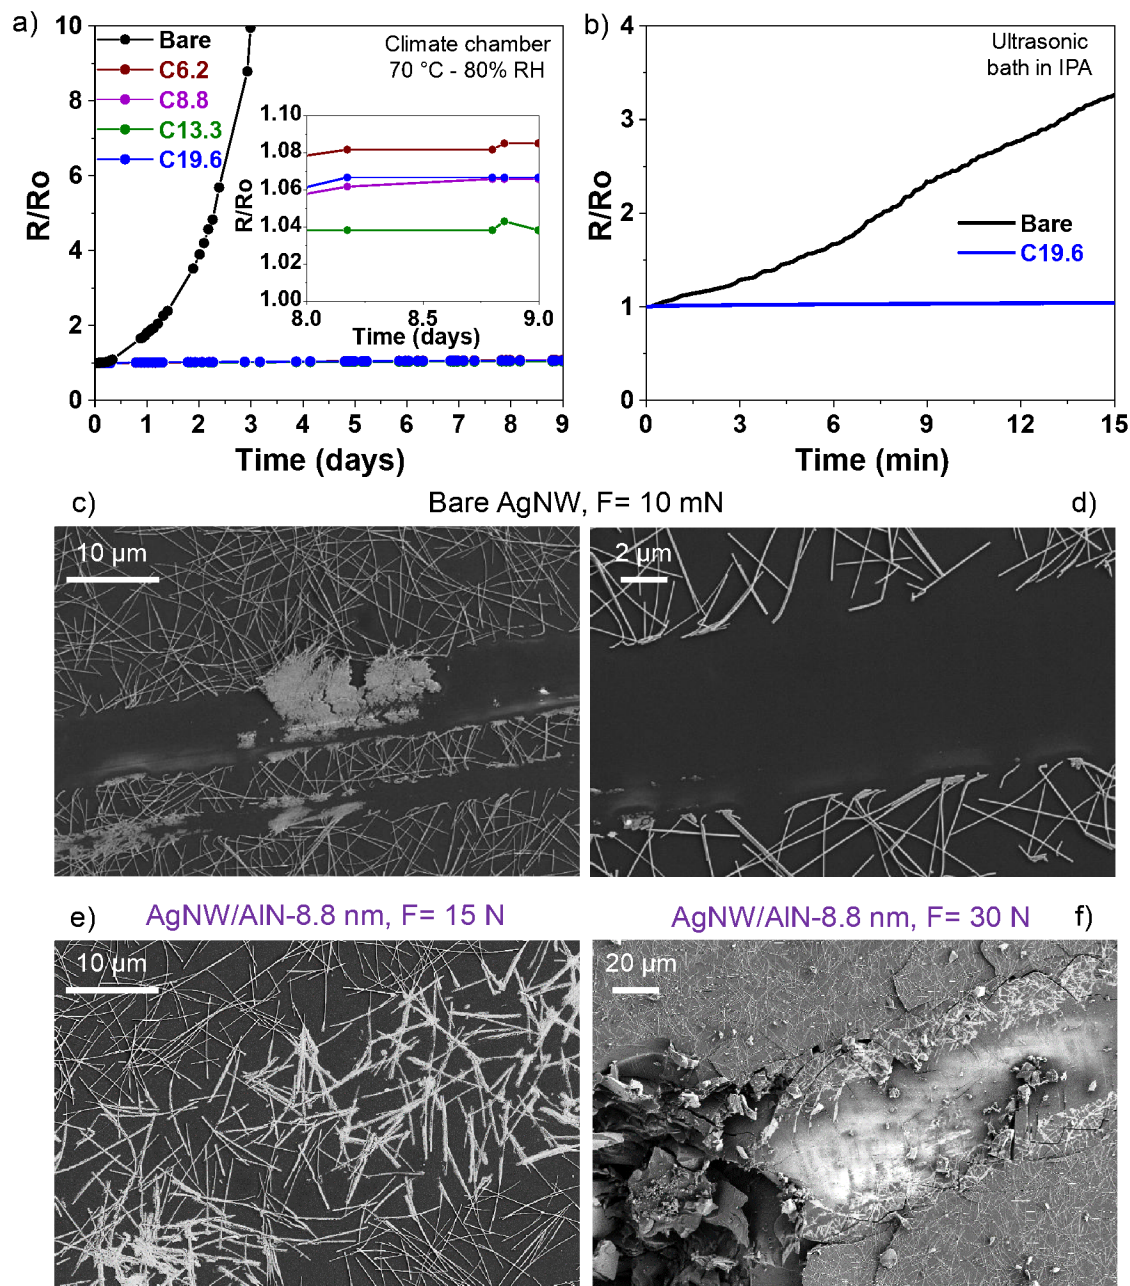 a)
10
8
6
4
2
0
R/Ro
Bare
C6.2
C8.8
C13.3
C19.6
Climate chamber
70 °C - 80% RH
1.10
1.08
1.06
1.04
1.02
1.00
R/Ro
8.0 8.5 9.0
Time (days)
0 1 2 3 4 5 6 7 8 9
Time (days)
b)
4
3
2
1
0
R/Ro
Ultrasonic
bath in IPA
Bare
C19.6
0 3 6 9 12 15
Time (min)
c) Bare AgNW, F= 10 mN d)
10 µm
2 µm
e) AgNW/AlN-8.8 nm, F= 15 N
AgNW/AlN-8.8 nm, F= 30 N f)
10 µm
20 µm